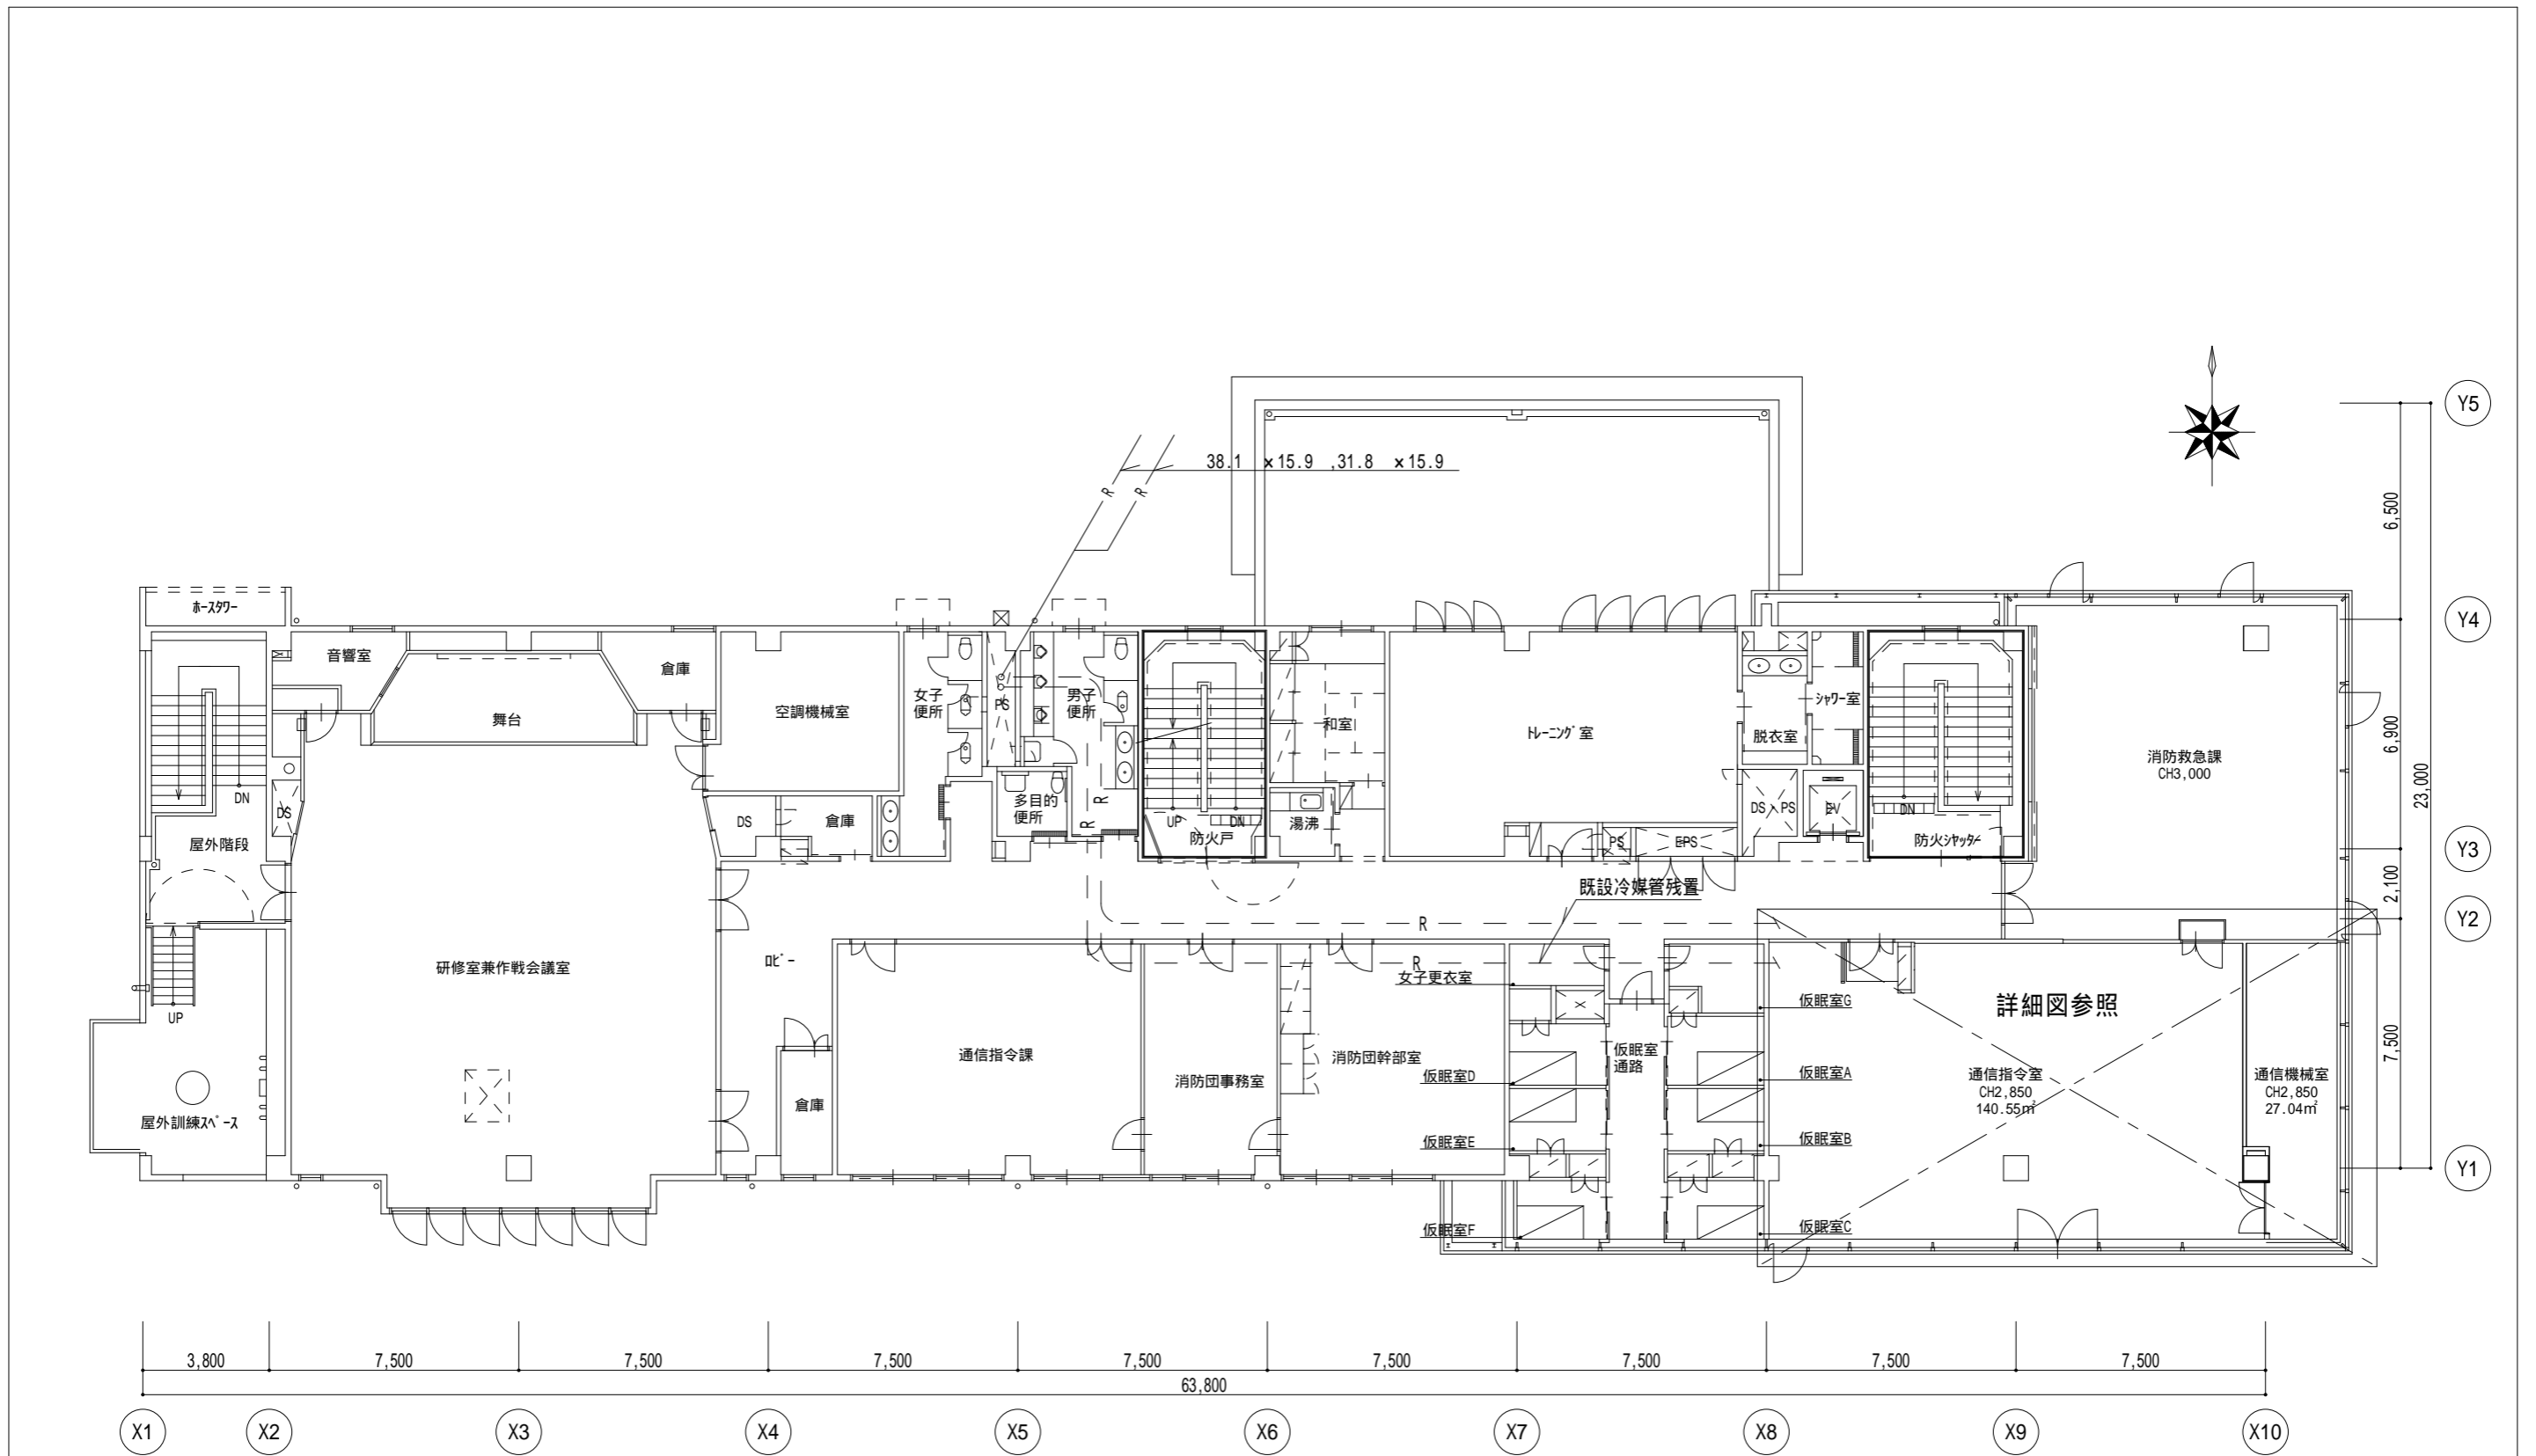 Y5
38.1 ×15.9 ,31.8 ×15.9
R
R
6,500
ホースタワー
Y4
音響室
倉庫
舞台
空調機械室
女子
便所
PS
男子
便所
和室
トレーニング室
シャワー室
脱衣室
消防救急課
CH3,000
6,900
23,000
DN
DS
屋外階段
DS
倉庫
多目的
便所
R
R
UP
DN
防火戸
湯沸
PS
EPS
DS・PS
EV
DN
防火シャッター
Y3
既設冷媒管残置
2,100
R
Y2
研修室兼作戦会議室
ロビー
R
女子更衣室
仮眠室G
詳細図参照
UP
通信指令課
消防団幹部室
仮眠室
通路
7,500
消防団事務室
仮眠室D
仮眠室A
通信指令室
CH2,850
140.55㎡
通信機械室
CH2,850
27.04㎡
倉庫
屋外訓練スペース
仮眠室E
仮眠室B
Y1
仮眠室F
仮眠室C
3,800
7,500
7,500
7,500
7,500
7,500
7,500
7,500
7,500
63,800
X1
X2
X3
X4
X5
X6
X7
X8
X9
X10